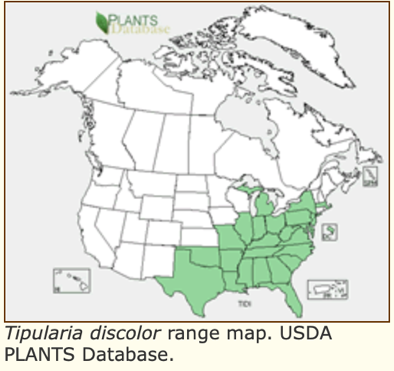 PLANTS
Database
TIDI
Tipularia discolor range map. USDA
PLANTS Database.